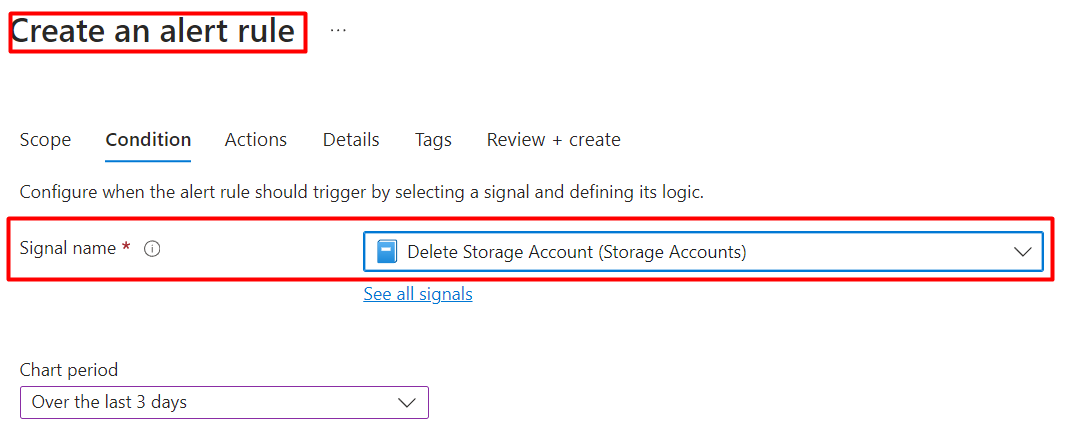 Create an alert rule ...
Scope Condition Actions Details Tags Review + create
Configure when the alert rule should trigger by selecting a signal and defining its logic.
Signal name * Delete Storage Account (Storage Accounts)
See all signals
Chart period
Over the last 3 days